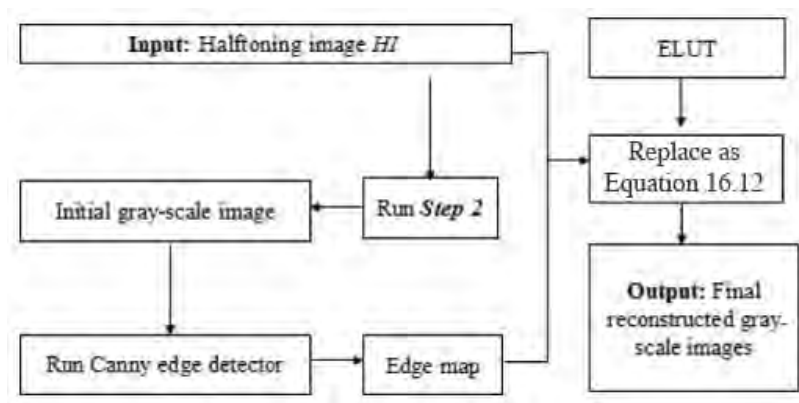 Input: Halftoning image HI
ELUT
Replace as
Equation 16.12
Initial gray-scale image
Run Step 2
Output: Final
reconstructed gray-
scale images
Run Canny edge detector
Edge map